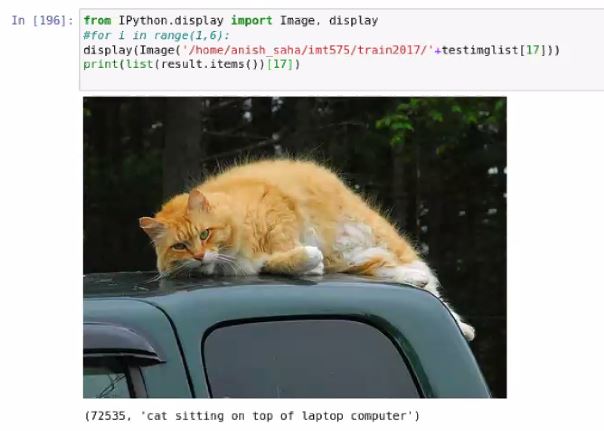 In [196]: from IPython.display import Image, display
#for i in range(1,6):
display(Image('/home/anish_saha/imt575/train2017/'+testimglist[17]))
print(list(result.items())[17])
(72535, 'cat sitting on top of laptop computer')